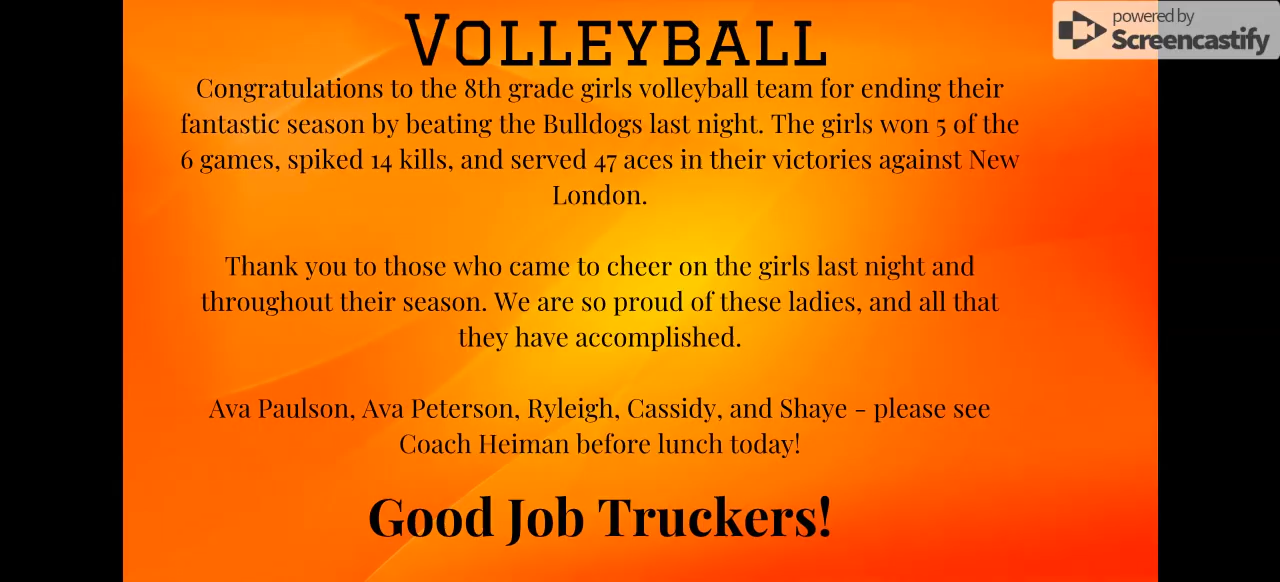 VOLLEYBALL
powered by
Screencastify
Congratulations to the 8th grade girls volleyball team for ending their
fantastic season by beating the Bulldogs last night. The girls won 5 of the
6 games, spiked 14 kills, and served 47 aces in their victories against New
London.
Thank you to those who came to cheer on the girls last night and
throughout their season. We are so proud of these ladies, and all that
they have accomplished.
Ava Paulson, Ava Peterson, Ryleigh, Cassidy, and Shaye - please see
Coach Heiman before lunch today!
Good Job Truckers!